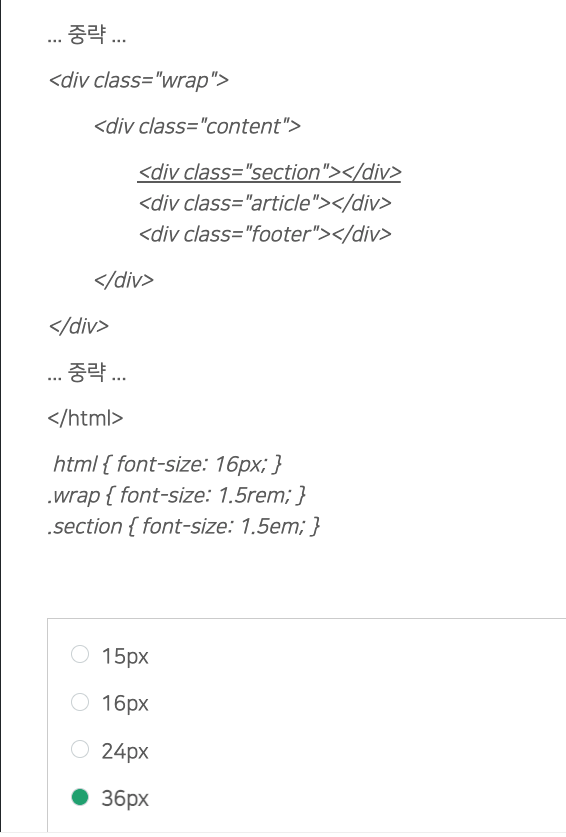 ... 중략 ...
<div class="wrap">
<div class="content">
<div class="section"></div>
<div class="article"></div>
<div class="footer"></div>
</div>
</div>
... 중략 ...
</html>
html { font-size: 16px; }
.wrap { font-size: 1.5rem; }
.section { font-size: 1.5em; }
15px
16px
24px
36px